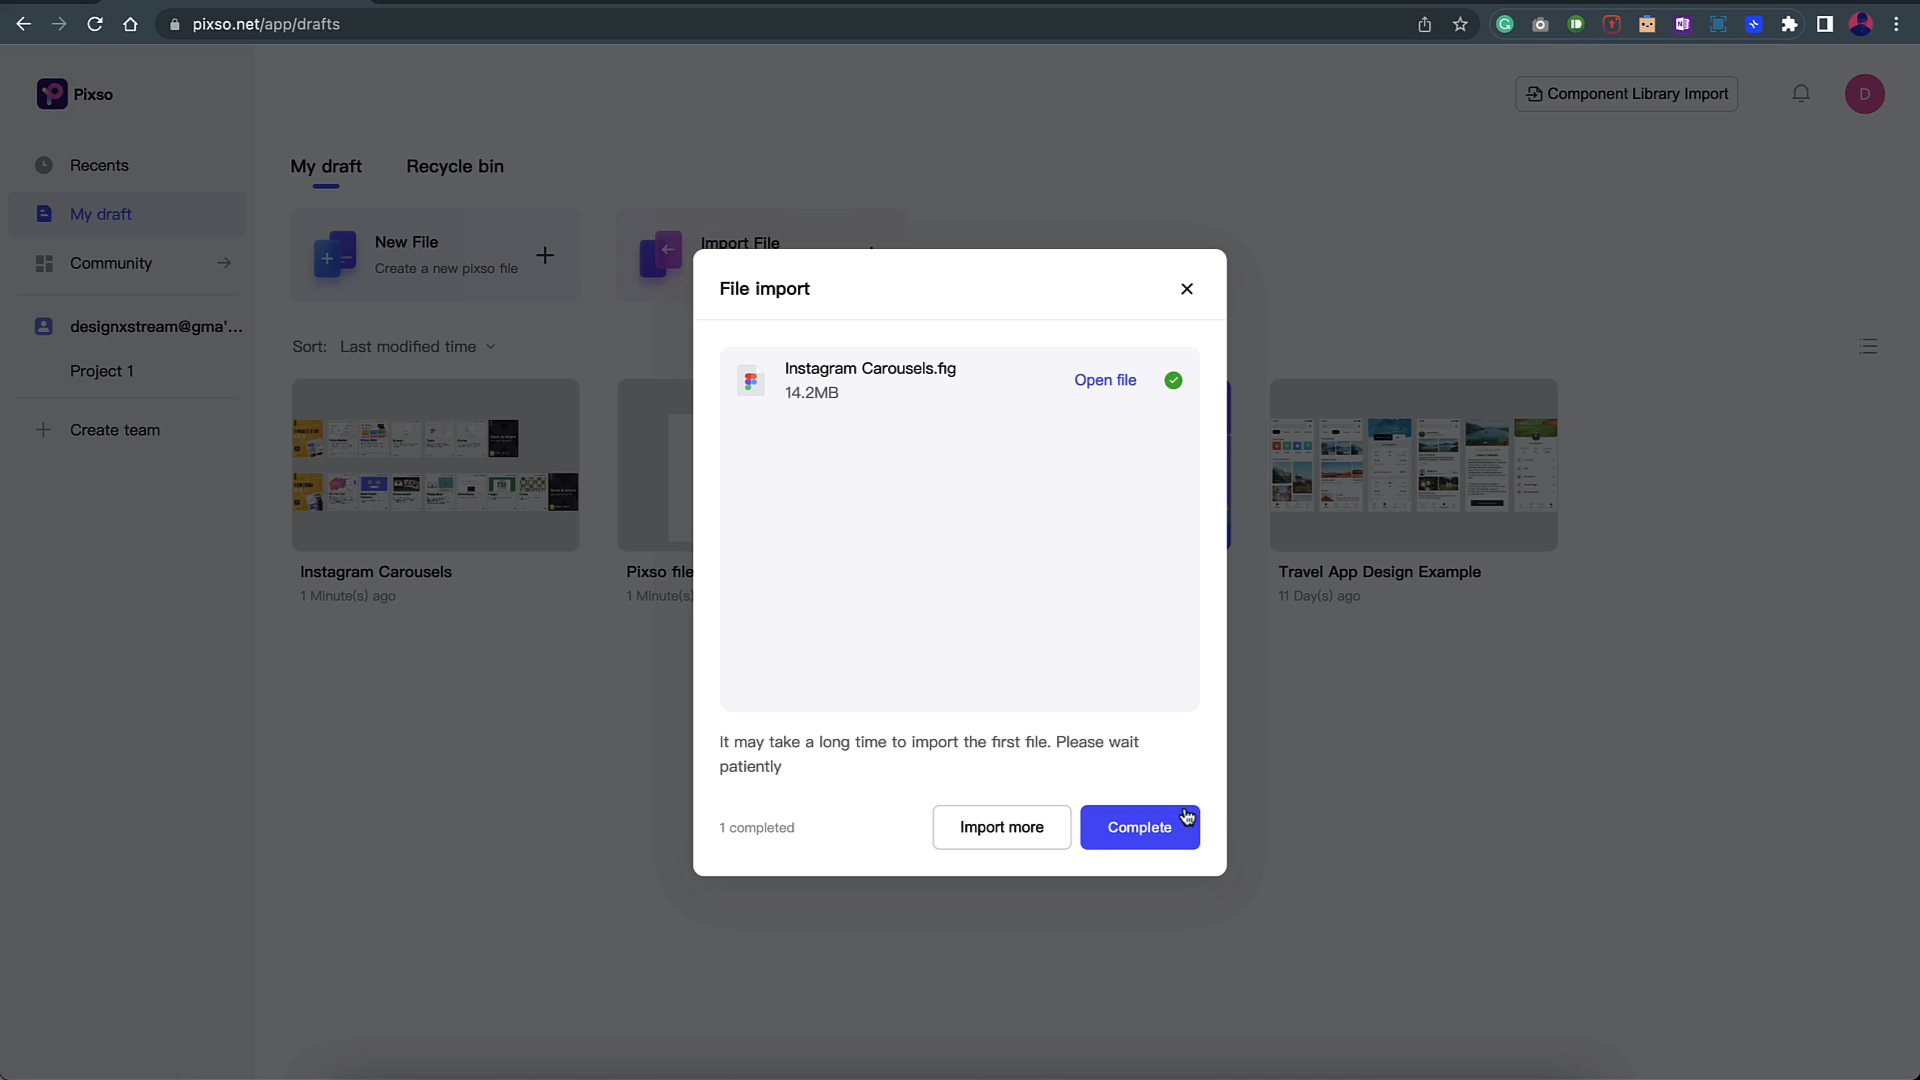 pixso.net/app/drafts
Pixso
Component Library Import
D
Recents
My draft
Community
designxstream@gma'...
Project 1
Create team
My draft
Recycle bin
New File
Create a new pixso file
Import File
Sort: Last modified time
Instagram Carousels
1 Minute(s) ago
Pixso file
1 Minute(s)
Travel App Design Example
11 Day(s) ago
File import
Instagram Carousels.fig
14.2MB
Open file
It may take a long time to import the first file. Please wait
patiently
1 completed
Import more
Complete